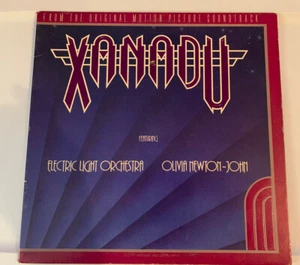 FROM THE ORIGINAL MOTION PICTURE SOUNDTRACK
XANADU
FEATURING
ELECTRIC LIGHT ORCHESTRA OLIVIA NEWTON-JOHN